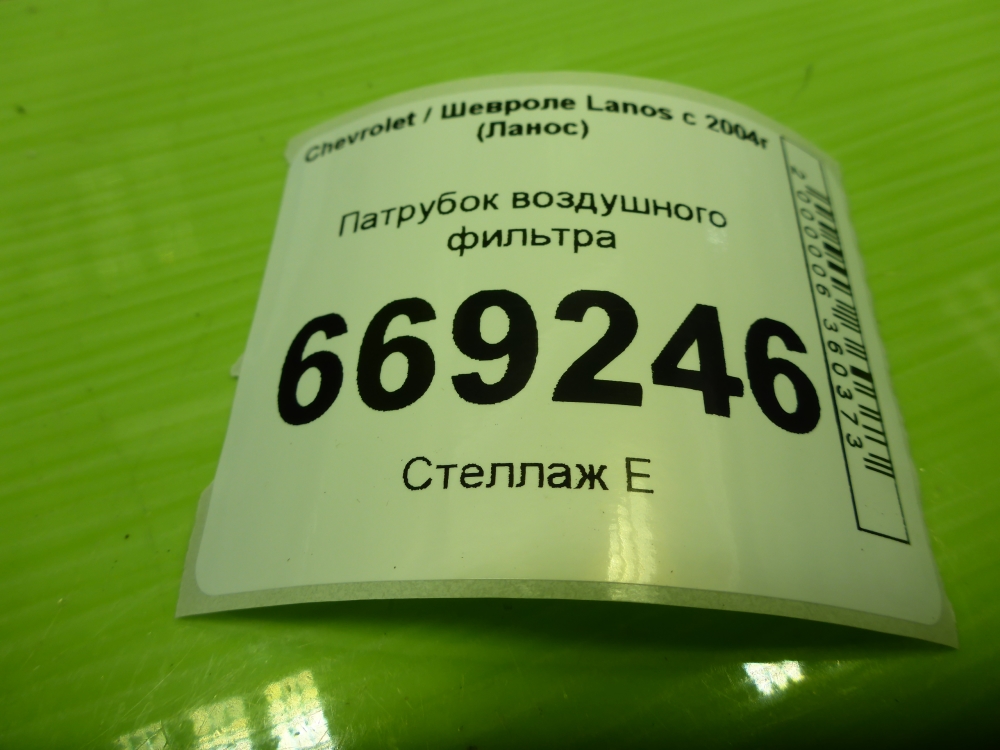 Chevrolet / Шевроле Lanos с 2004г
(Ланос)
Патрубок воздушного
фильтра
669246
Стеллаж E
2000006360373